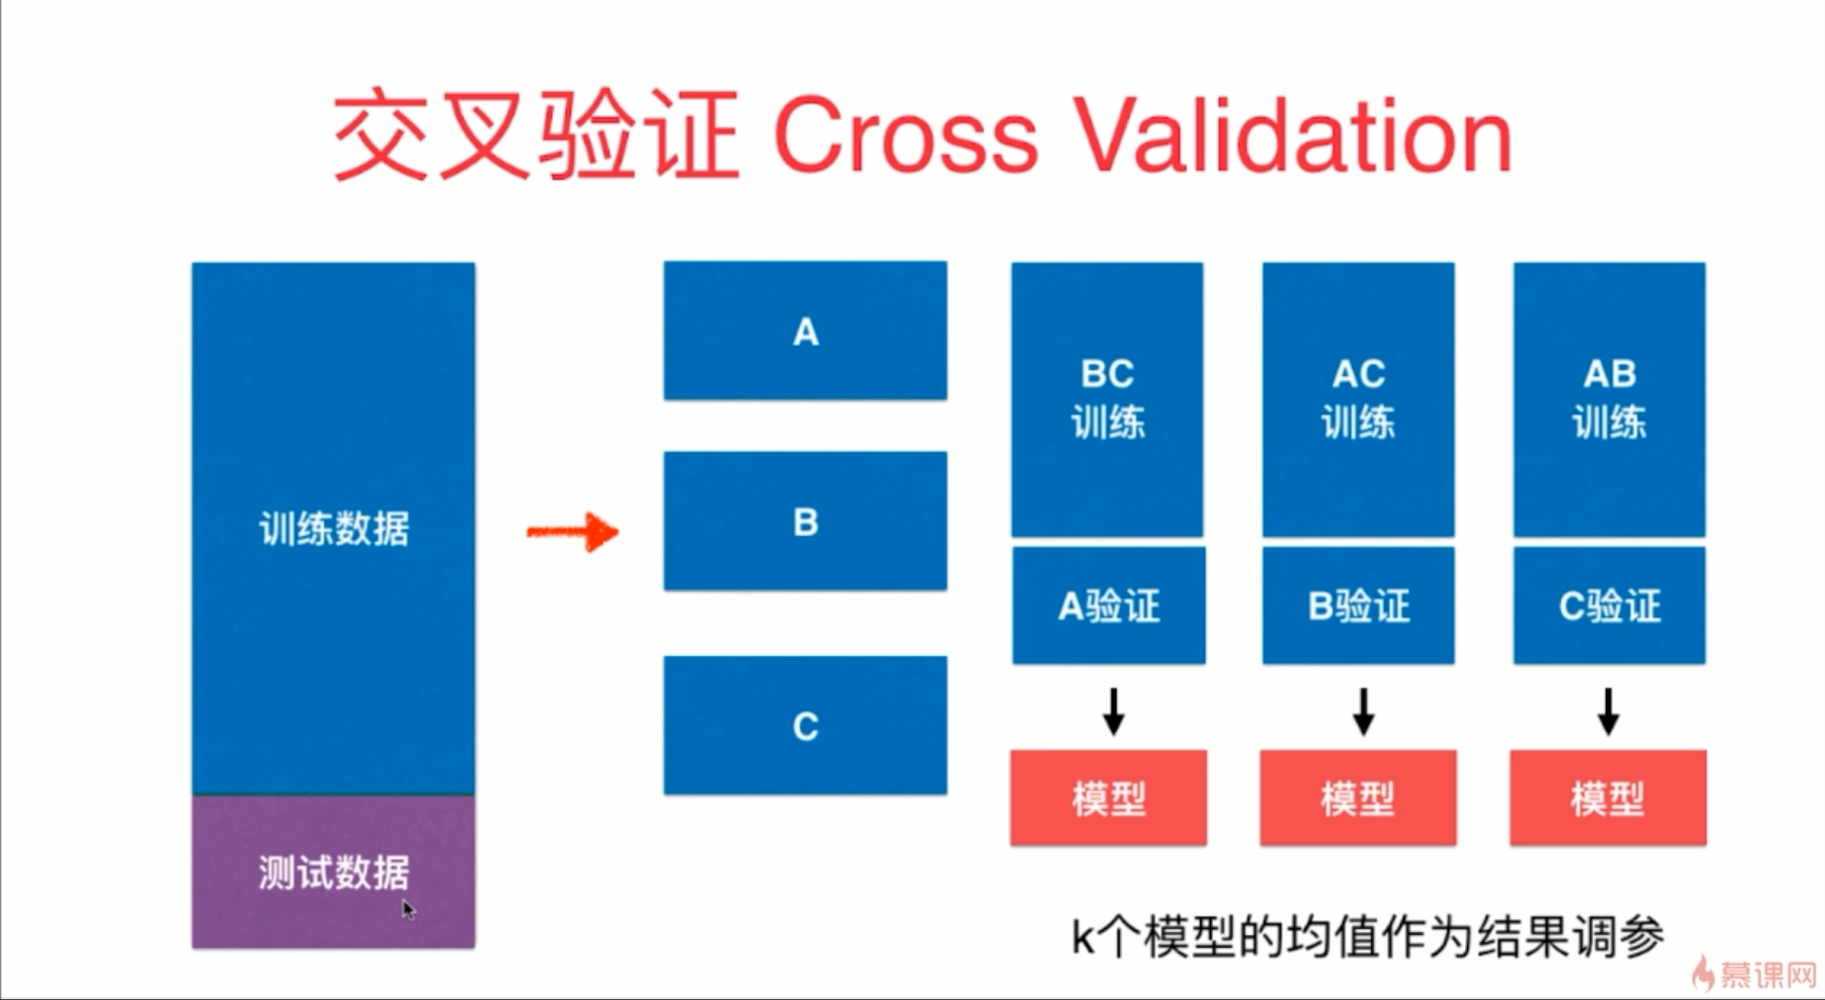 交叉验证 Cross Validation
训练数据
测试数据
A
B
C
BC
训练
A验证
模型
AC
训练
B验证
模型
AB
训练
C验证
模型
k个模型的均值作为结果调参
慕课网